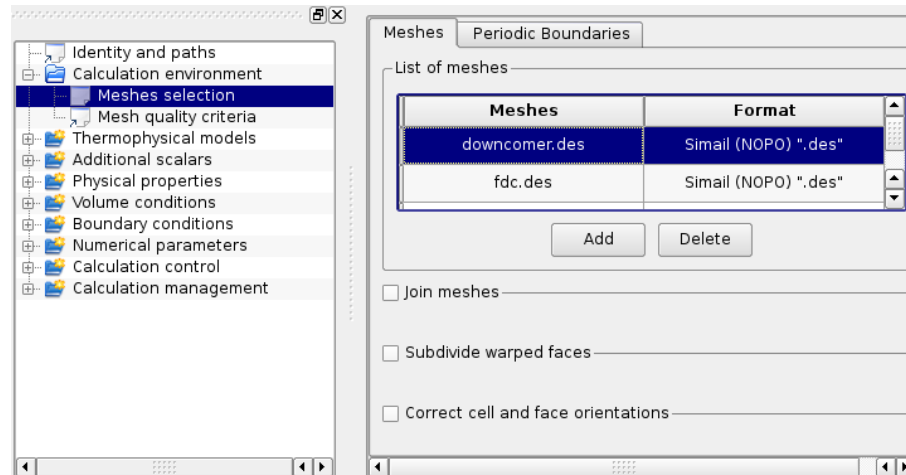 Identity and paths
Calculation environment
Meshes selection
Mesh quality criteria
Thermophysical models
Additional scalars
Physical properties
Volume conditions
Boundary conditions
Numerical parameters
Calculation control
Calculation management
Meshes Periodic Boundaries
List of meshes
Meshes Format
downcomer.des Simail (NOPO) ".des"
fdc.des Simail (NOPO) ".des"
Add Delete
Join meshes
Subdivide warped faces
Correct cell and face orientations